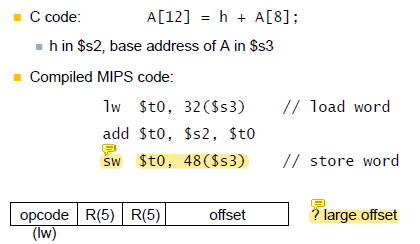 C code: A[12] = h + A[8];
h in $s2, base address of A in $s3
Compiled MIPS code:
lw $t0, 32($s3) // load word
add $t0, $s2, $t0
sw $t0, 48($s3) // store word
opcode R(5) R(5) offset ? large offset
(lw)